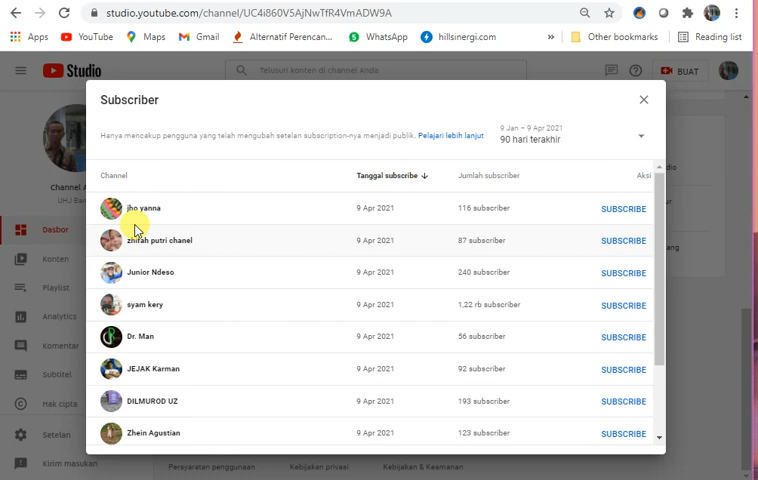 studio.youtube.com/channel/UC4i860V5AjNwTfR4VmADW9A
Apps YouTube Maps Gmail Alternatif Perencan... WhatsApp hillsinergi.com Other bookmarks Reading list
Studio Telusuri konten di channel Anda BUAT
Subscriber
Hanya mencakup pengguna yang telah mengubah setelan subscription-nya menjadi publik. Pelajari lebih lanjut
9 Jan – 9 Apr 2021
90 hari terakhir
Channel Tanggal subscribe Jumlah subscriber Aksi
jho yanna 9 Apr 2021 116 subscriber SUBSCRIBE
zhifah putri chanel 9 Apr 2021 87 subscriber SUBSCRIBE
Junior Ndeso 9 Apr 2021 240 subscriber SUBSCRIBE
syam kery 9 Apr 2021 1,22 rb subscriber SUBSCRIBE
Dr. Man 9 Apr 2021 56 subscriber SUBSCRIBE
JEJAK Karman 9 Apr 2021 92 subscriber SUBSCRIBE
DILMUROD UZ 9 Apr 2021 193 subscriber SUBSCRIBE
Zhein Agustian 9 Apr 2021 123 subscriber SUBSCRIBE
Channel A
UHJ Ban
Dasbor
Konten
Playlist
Analytics
Komentar
Subtitel
Hak cipta
Setelan
Kirim masukan
Persyaratan penggunaan Kebijakan privasi Kebijakan & Keamanan